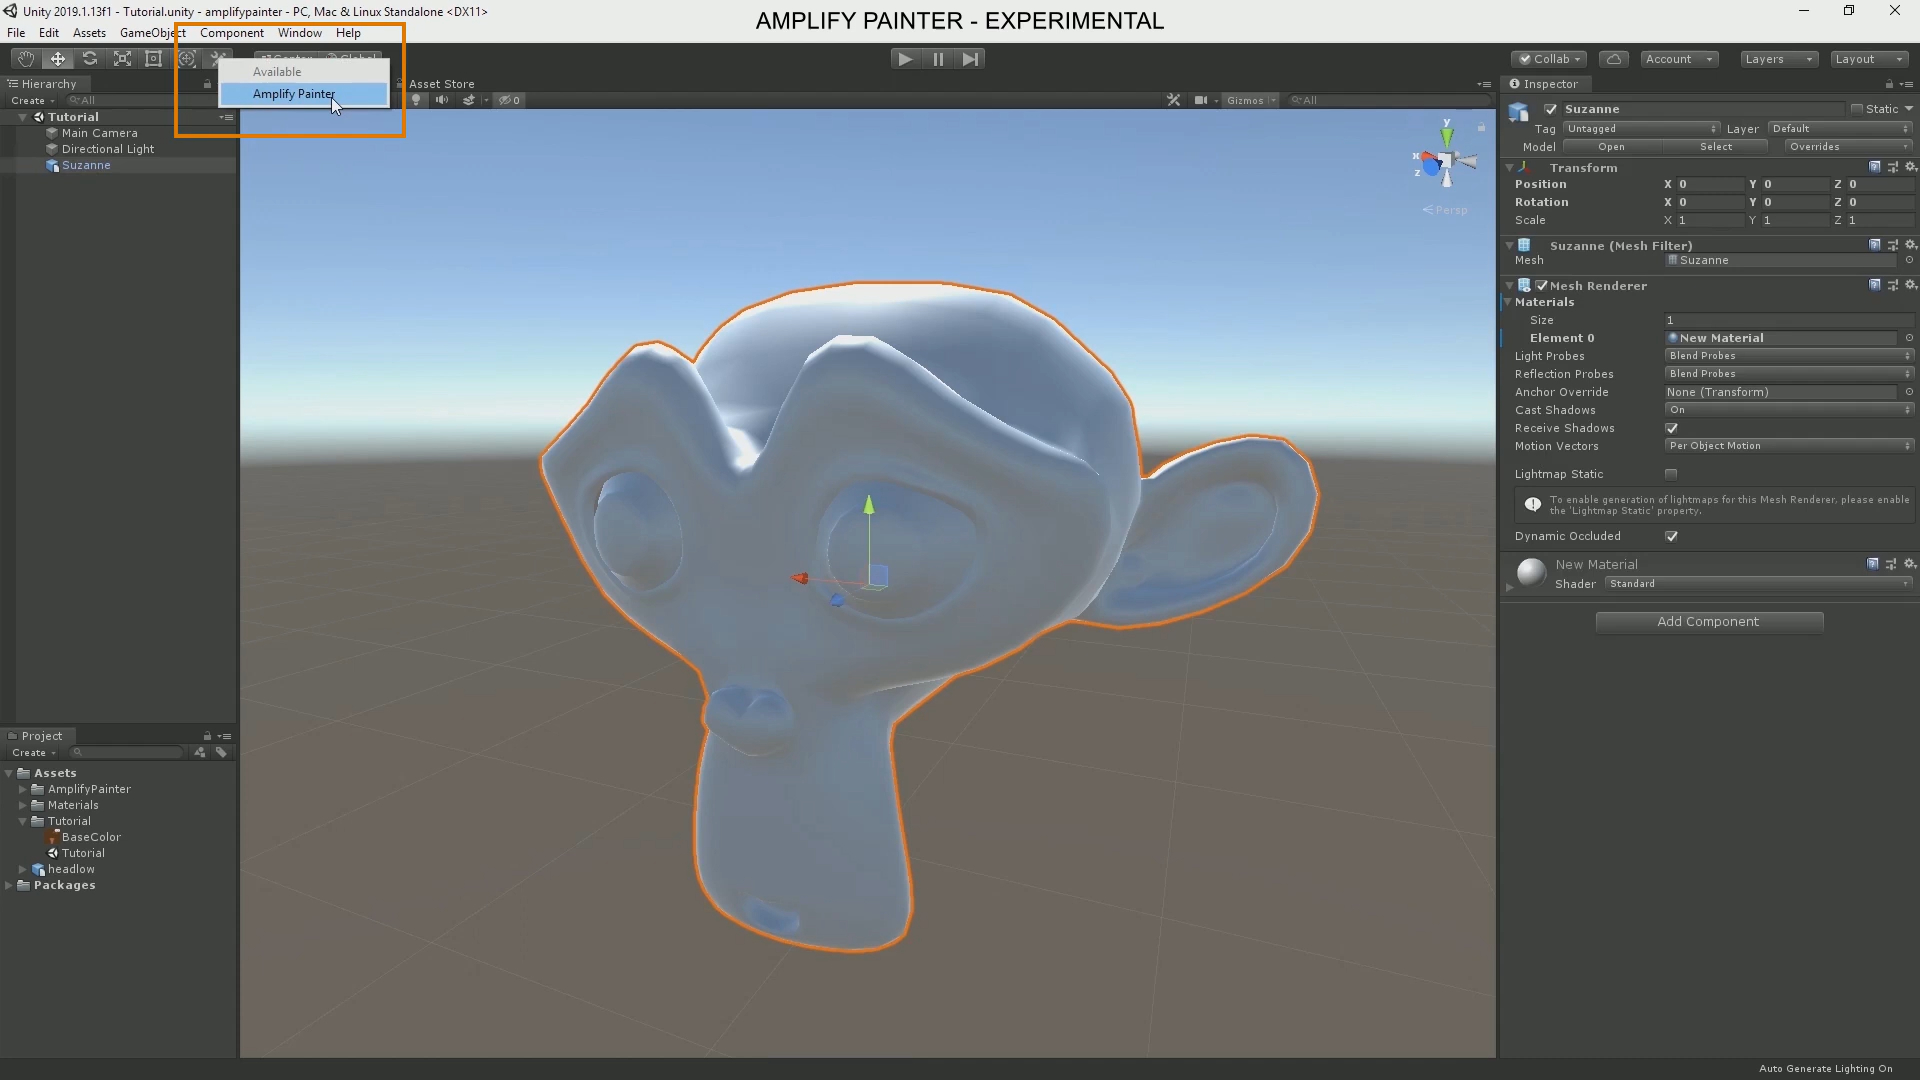 Unity 2019.1.13f1 - Tutorial.unity - amplifypainter - PC, Mac & Linux Standalone <DX11>
AMPLIFY PAINTER - EXPERIMENTAL
File Edit Assets GameObject Component Window Help
Center Global
Collab Account Layers Layout
Available
Amplify Painter
Hierarchy
Asset Store
Inspector
Create All
0
Gizmos All
Tutorial
Main Camera
Directional Light
Suzanne
y
x
z
Persp
Suzanne Static
Tag Untagged Layer Default
Model Open Select Overrides
Transform
Position X 0 Y 0 Z 0
Rotation X 0 Y 0 Z 0
Scale X 1 Y 1 Z 1
Suzanne (Mesh Filter)
Mesh Suzanne
Mesh Renderer
Materials
Size 1
Element 0 New Material
Light Probes Blend Probes
Reflection Probes Blend Probes
Anchor Override None (Transform)
Cast Shadows On
Receive Shadows
Motion Vectors Per Object Motion
Lightmap Static
To enable generation of lightmaps for this Mesh Renderer, please enable
the 'Lightmap Static' property.
Dynamic Occluded
New Material
Shader Standard
Add Component
Project
Create
Assets
AmplifyPainter
Materials
Tutorial
BaseColor
Tutorial
headlow
Packages
Auto Generate Lighting On